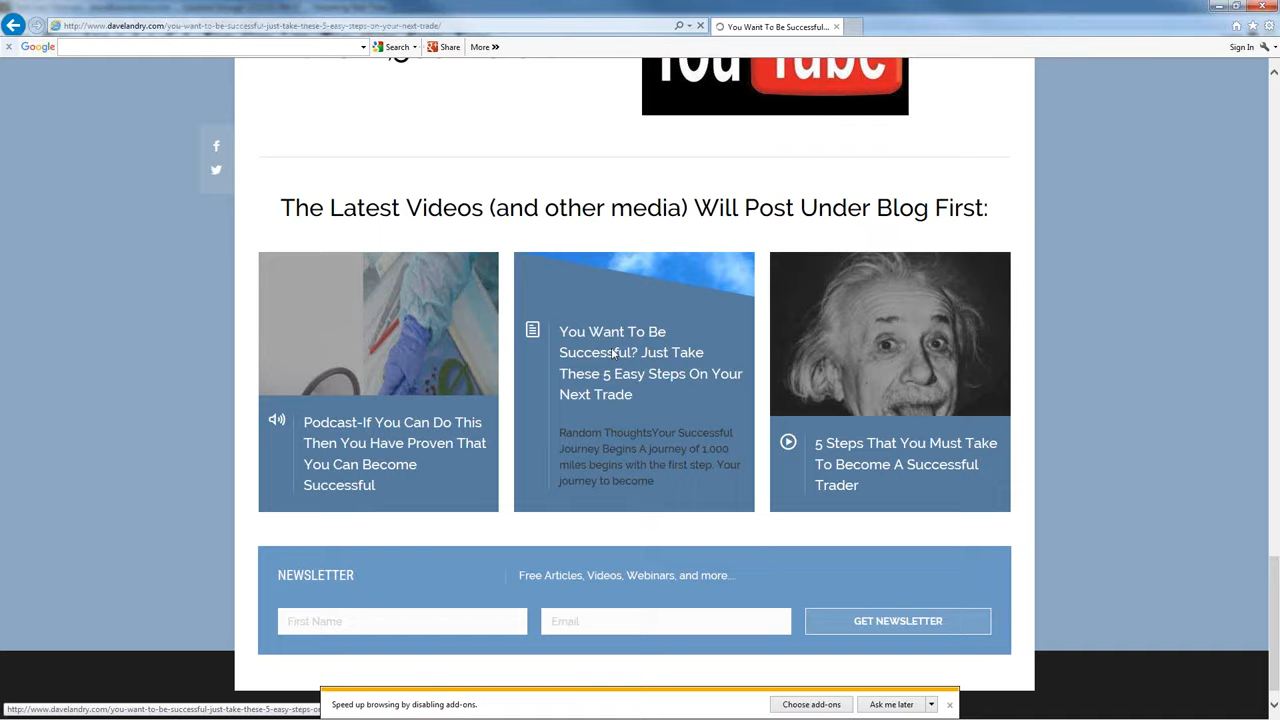 http://www.davelandry.com/you-want-to-be-successful-just-take-these-5-easy-steps-on-your-next-trade/
You Want To Be Successful...
Google
Search
Share
More »
Sign In
You Tube
The Latest Videos (and other media) Will Post Under Blog First:
Podcast-If You Can Do This
Then You Have Proven That
You Can Become
Successful
You Want To Be
Successful? Just Take
These 5 Easy Steps On Your
Next Trade
Random ThoughtsYour Successful
Journey Begins A journey of 1,000
miles begins with the first step. Your
journey to become
5 Steps That You Must Take
To Become A Successful
Trader
NEWSLETTER
Free Articles, Videos, Webinars, and more....
First Name
Email
GET NEWSLETTER
Speed up browsing by disabling add-ons.
Choose add-ons
Ask me later
http://www.davelandry.com/you-want-to-be-successful-just-take-these-5-easy-steps-o